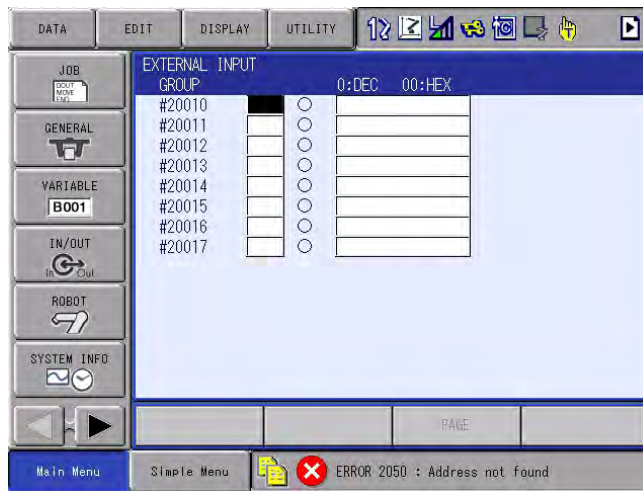 DATA
EDIT
DISPLAY
UTILITY
JOB
DOUT
MOVE
END
GENERAL
VARIABLE
B001
IN/OUT
In Out
ROBOT
SYSTEM INFO
EXTERNAL INPUT
GROUP 0:DEC 00:HEX
#20010
#20011
#20012
#20013
#20014
#20015
#20016
#20017
PAGE
Main Menu
Simple Menu
ERROR 2050 : Address not found